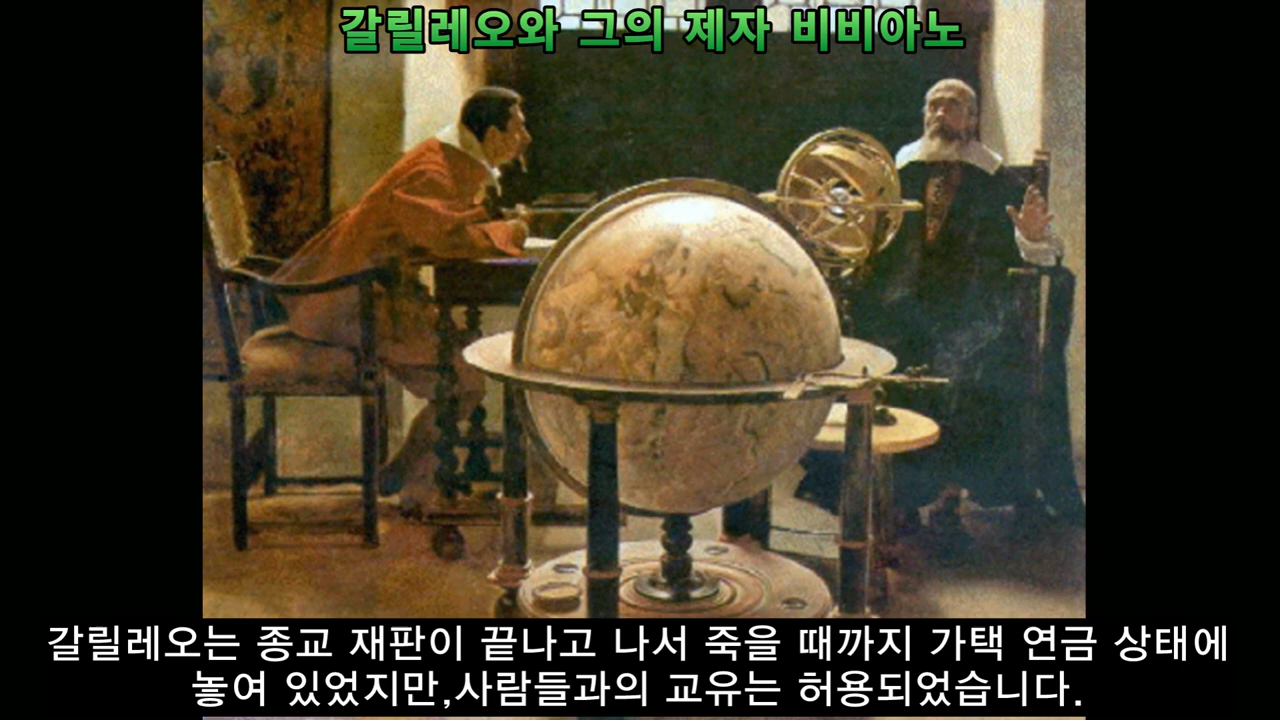 갈릴레오와 그의 제자 비비아노
갈릴레오는 종교 재판이 끝나고 나서 죽을 때까지 가택 연금 상태에
놓여 있었지만,사람들과의 교유는 허용되었습니다.